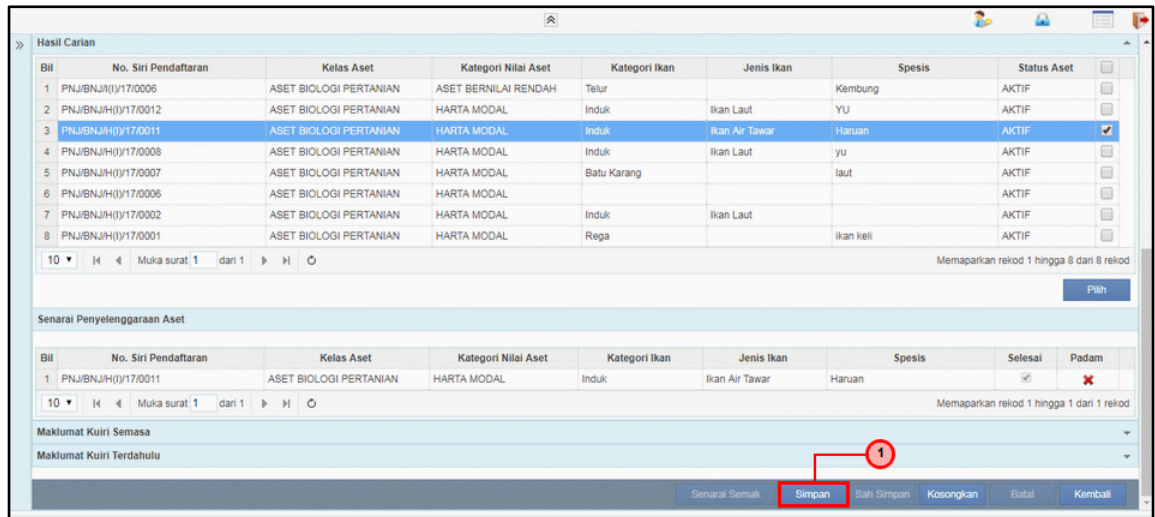 Hasil Carian
Bil No. Siri Pendaftaran Kelas Aset Kategori Nilai Aset Kategori Ikan Jenis Ikan Spesis Status Aset
1 PNJ/BNJ/I(I)/17/0006 ASET BIOLOGI PERTANIAN ASET BERNILAI RENDAH Telur Kembung AKTIF
2 PNJ/BNJ/H(I)/17/0012 ASET BIOLOGI PERTANIAN HARTA MODAL Induk Ikan Laut YU AKTIF
3 PNJ/BNJ/H(I)/17/0011 ASET BIOLOGI PERTANIAN HARTA MODAL Induk Ikan Air Tawar Haruan AKTIF
4 PNJ/BNJ/H(I)/17/0008 ASET BIOLOGI PERTANIAN HARTA MODAL Induk Ikan Laut yu AKTIF
5 PNJ/BNJ/H(I)/17/0007 ASET BIOLOGI PERTANIAN HARTA MODAL Batu Karang laut AKTIF
6 PNJ/BNJ/H(I)/17/0006 ASET BIOLOGI PERTANIAN HARTA MODAL AKTIF
7 PNJ/BNJ/H(I)/17/0002 ASET BIOLOGI PERTANIAN HARTA MODAL Induk Ikan Laut AKTIF
8 PNJ/BNJ/H(I)/17/0001 ASET BIOLOGI PERTANIAN HARTA MODAL Rega ikan keli AKTIF
10 Muka surat 1 dari 1 Memaparkan rekod 1 hingga 8 dari 8 rekod
Pilih
Senarai Penyelenggaraan Aset
Bil No. Siri Pendaftaran Kelas Aset Kategori Nilai Aset Kategori Ikan Jenis Ikan Spesis Selesai Padam
1 PNJ/BNJ/H(I)/17/0011 ASET BIOLOGI PERTANIAN HARTA MODAL Induk Ikan Air Tawar Haruan
10 Muka surat 1 dari 1 Memaparkan rekod 1 hingga 1 dari 1 rekod
Maklumat Kuiri Semasa
Maklumat Kuiri Terdahulu
1
Senarai Semak Simpan Sah Simpan Kosongkan Batal Kembali